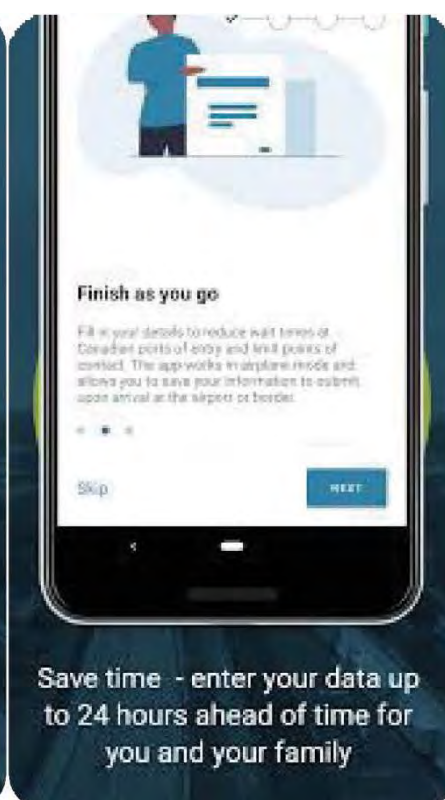 Finish as you go
Fill in your details to reduce wait times at
Canadian ports of entry and limit points of
contact. The app works in airplane mode and
allows you to save your information to submit
upon arrival at the airport or border.
Skip
NEXT
Save time - enter your data up
to 24 hours ahead of time for
you and your family